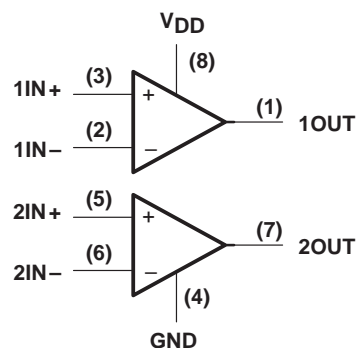 VDD
(8)
1IN+ (3) + (1) 1OUT
1IN− (2) −
2IN+ (5) + (7) 2OUT
2IN− (6) −
(4)
GND